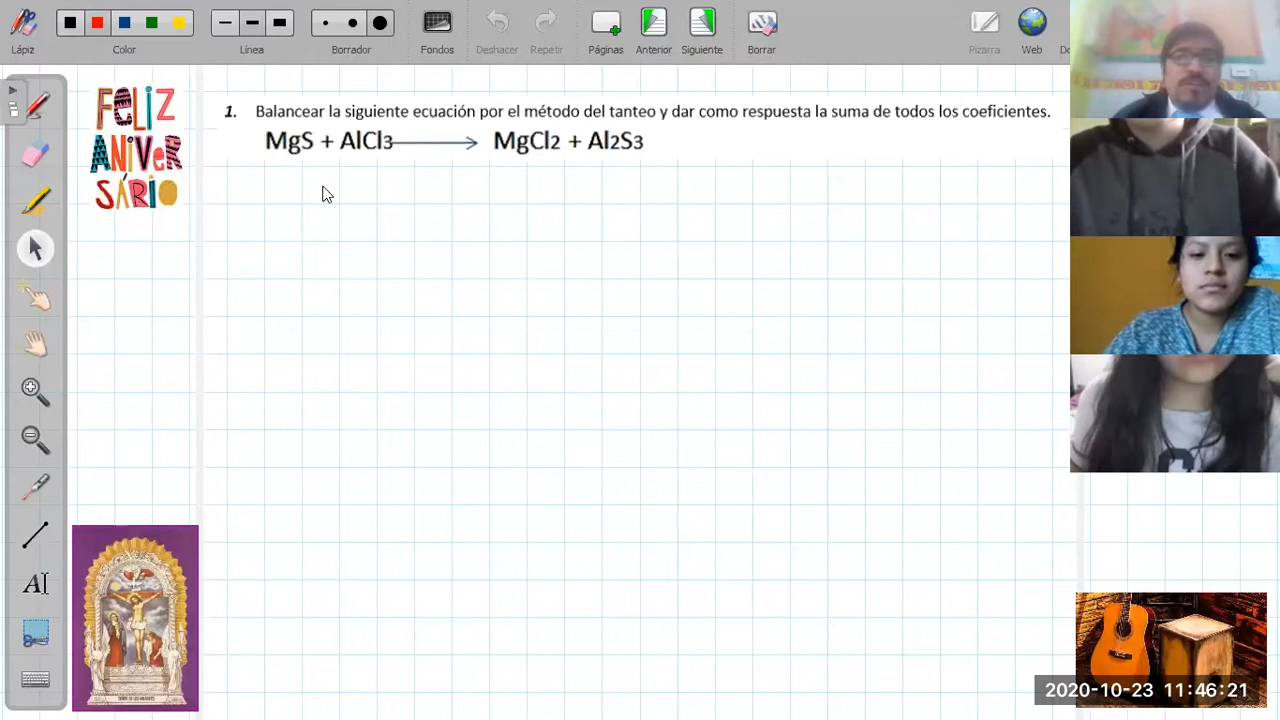 Lápiz Color Línea Borrador Fondos Deshacer Repetir Páginas Anterior Siguiente Borrar Pizarra Web
FELIZ
ANIVER
SÁRIO
1. Balancear la siguiente ecuación por el método del tanteo y dar como respuesta la suma de todos los coeficientes.
MgS + AlCl3 ⟶ MgCl2 + Al2S3
AI
2020-10-23 11:46:21